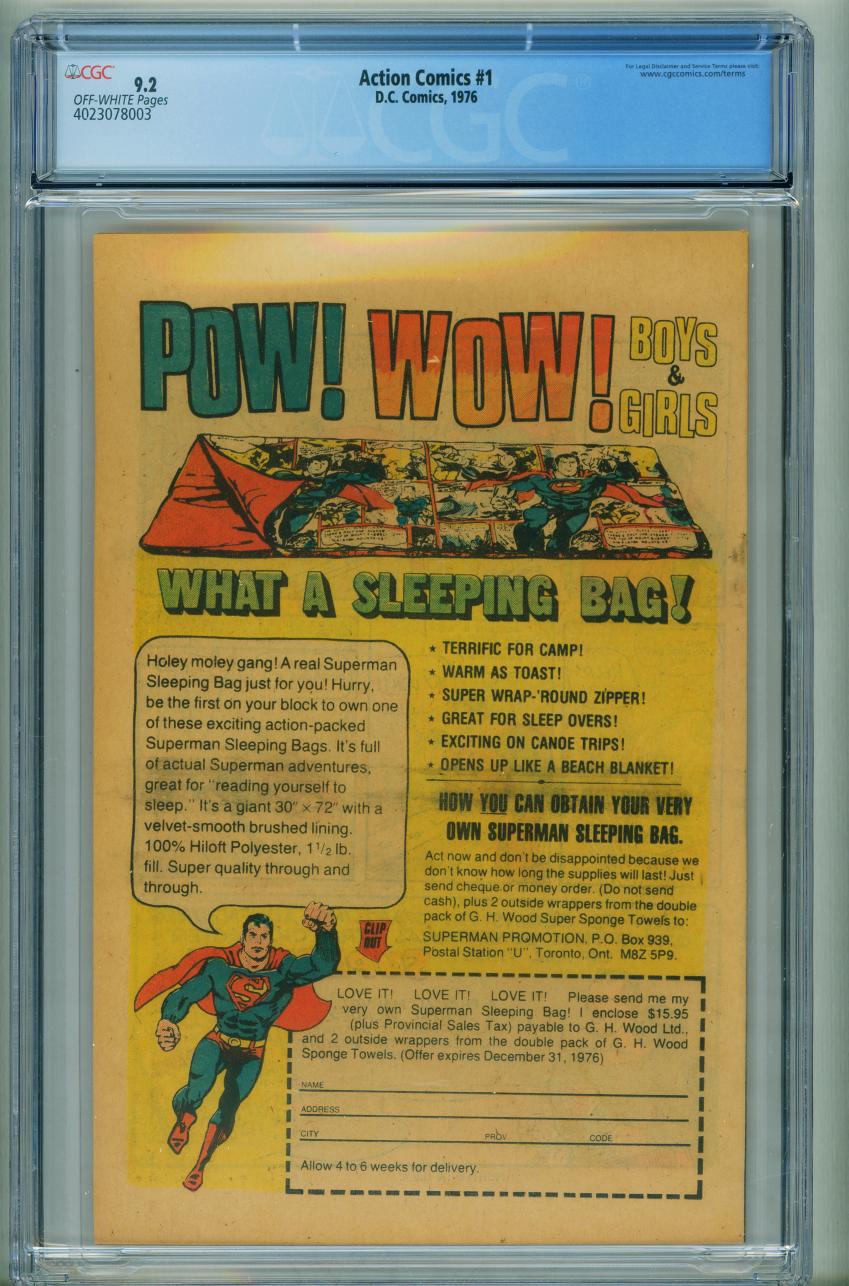 CGC
9.2
OFF-WHITE Pages
4023078003
Action Comics #1
D.C. Comics, 1976
For Legal Disclaimer and Service Terms please visit:
www.cgccomics.com/terms
CGC
POW! WOW! BOYS
&
GIRLS
WHAT A SLEEPING BAG!
Holey moley gang! A real Superman
Sleeping Bag just for you! Hurry,
be the first on your block to own one
of these exciting action-packed
Superman Sleeping Bags. It's full
of actual Superman adventures,
great for "reading yourself to
sleep." It's a giant 30" × 72" with a
velvet-smooth brushed lining.
100% Hiloft Polyester, 1 1/2 lb.
fill. Super quality through and
through.
★ TERRIFIC FOR CAMP!
★ WARM AS TOAST!
★ SUPER WRAP-'ROUND ZIPPER!
★ GREAT FOR SLEEP OVERS!
★ EXCITING ON CANOE TRIPS!
★ OPENS UP LIKE A BEACH BLANKET!
HOW YOU CAN OBTAIN YOUR VERY
OWN SUPERMAN SLEEPING BAG.
Act now and don't be disappointed because we
don't know how long the supplies will last! Just
send cheque or money order. (Do not send
cash), plus 2 outside wrappers from the double
pack of G. H. Wood Super Sponge Towels to:
SUPERMAN PROMOTION, P.O. Box 939,
Postal Station "U", Toronto, Ont. M8Z 5P9.
CLIP
OUT
S
LOVE IT! LOVE IT! LOVE IT! Please send me my
very own Superman Sleeping Bag! I enclose $15.95
(plus Provincial Sales Tax) payable to G. H. Wood Ltd.,
and 2 outside wrappers from the double pack of G. H. Wood
Sponge Towels. (Offer expires December 31, 1976)
NAME
ADDRESS
CITY PROV. CODE
Allow 4 to 6 weeks for delivery.